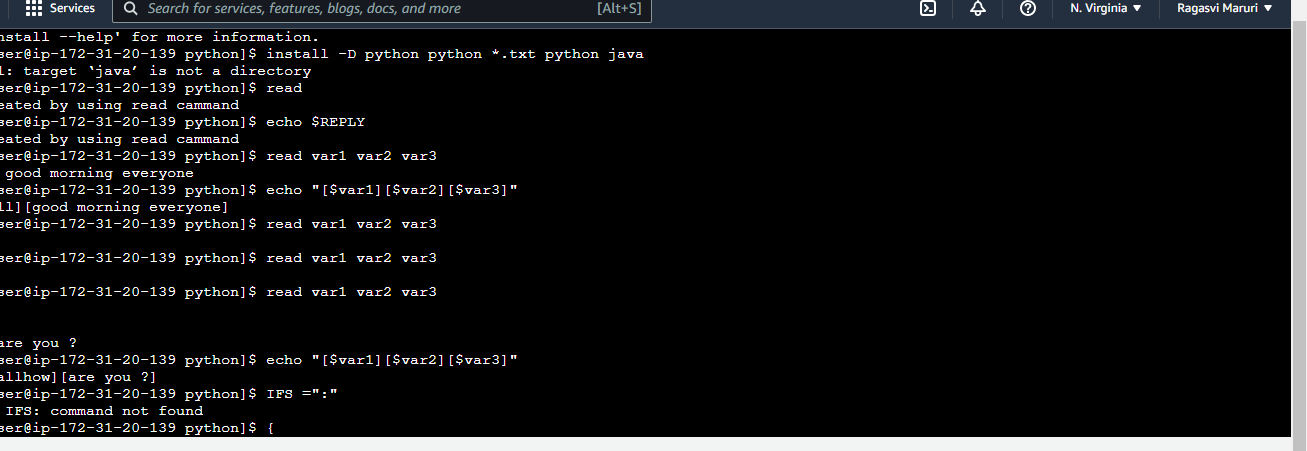 Services
Search for services, features, blogs, docs, and more
[Alt+S]
N. Virginia ▼
Ragasvi Maruri ▼
nstall --help' for more information.
ser@ip-172-31-20-139 python]$ install -D python python *.txt python java
l: target ‘java’ is not a directory
ser@ip-172-31-20-139 python]$ read
eated by using read cammand
ser@ip-172-31-20-139 python]$ echo $REPLY
eated by using read cammand
ser@ip-172-31-20-139 python]$ read var1 var2 var3
good morning everyone
ser@ip-172-31-20-139 python]$ echo "[$var1][$var2][$var3]"
ll][good morning everyone]
ser@ip-172-31-20-139 python]$ read var1 var2 var3
ser@ip-172-31-20-139 python]$ read var1 var2 var3
ser@ip-172-31-20-139 python]$ read var1 var2 var3
are you ?
ser@ip-172-31-20-139 python]$ echo "[$var1][$var2][$var3]"
allhow][are you ?]
ser@ip-172-31-20-139 python]$ IFS =":"
IFS: command not found
ser@ip-172-31-20-139 python]$ {